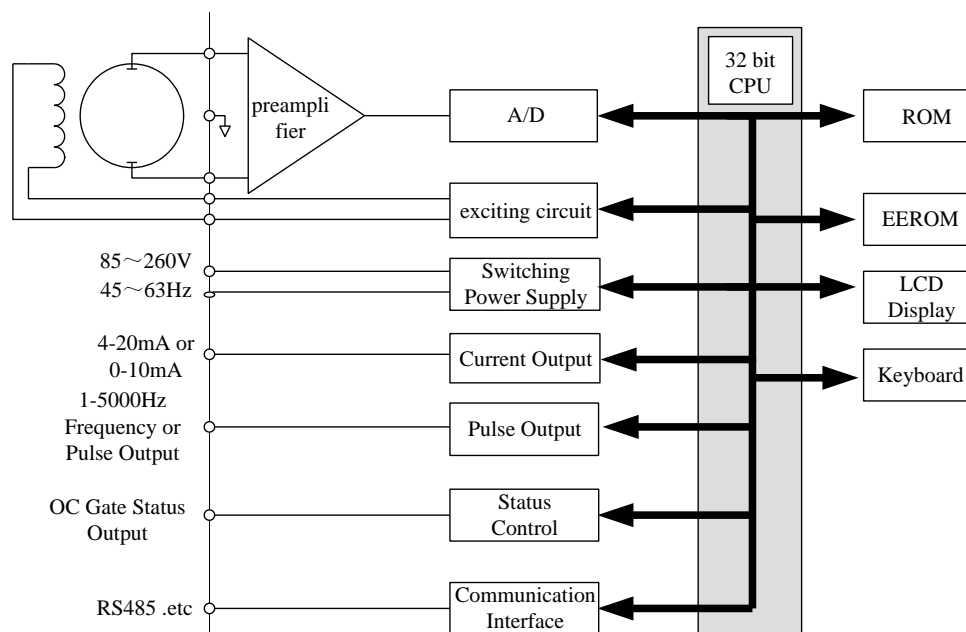 32 bit
CPU
preampli
fier
A/D
ROM
exciting circuit
EEROM
85～260V
45～63Hz
Switching
Power Supply
LCD
Display
4-20mA or
0-10mA
Current Output
Keyboard
1-5000Hz
Frequency or
Pulse Output
Pulse Output
OC Gate Status
Output
Status
Control
RS485 .etc
Communication
Interface